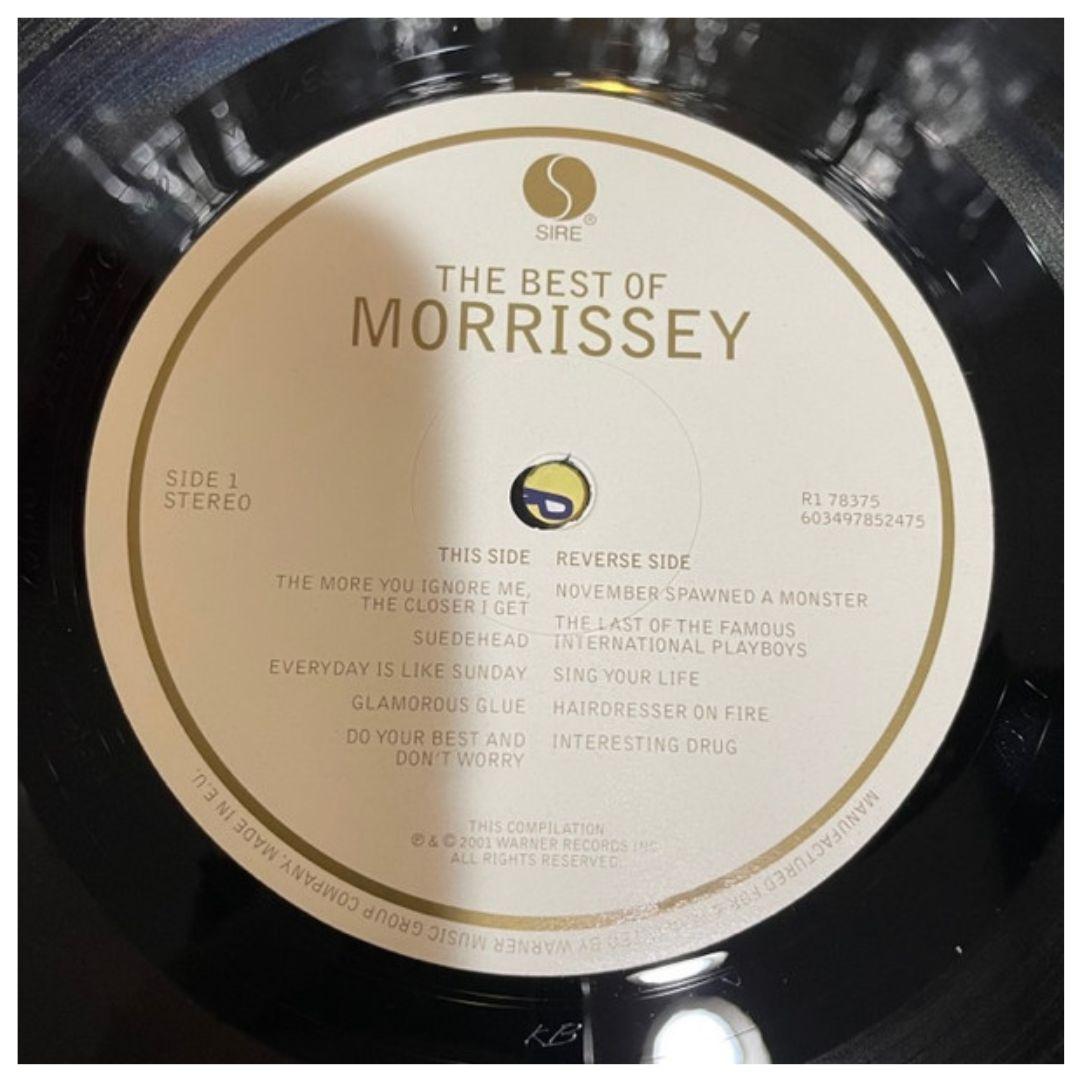 SIRE®
THE BEST OF
MORRISSEY
SIDE 1
STEREO
R1 78375
603497852475
THIS SIDE
THE MORE YOU IGNORE ME,
THE CLOSER I GET
SUEDEHEAD
EVERYDAY IS LIKE SUNDAY
GLAMOROUS GLUE
DO YOUR BEST AND
DON'T WORRY
REVERSE SIDE
NOVEMBER SPAWNED A MONSTER
THE LAST OF THE FAMOUS
INTERNATIONAL PLAYBOYS
SING YOUR LIFE
HAIRDRESSER ON FIRE
INTERESTING DRUG
THIS COMPILATION
℗ & © 2001 WARNER RECORDS INC.
ALL RIGHTS RESERVED.
MANUFACTURED FOR & BY WARNER MUSIC GROUP COMPANY. MADE IN E.U.
KB